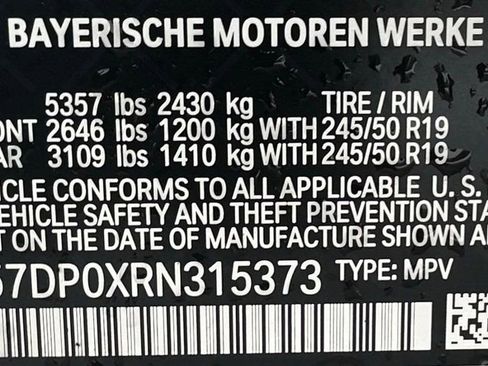 BAYERISCHE MOTOREN WERKE
5357 lbs 2430 kg TIRE / RIM
ONT 2646 lbs 1200 kg WITH 245/50 R19
AR 3109 lbs 1410 kg WITH 245/50 R19
ICLE CONFORMS TO ALL APPLICABLE U. S.
VEHICLE SAFETY AND THEFT PREVENTION STA
T ON THE DATE OF MANUFACTURE SHOWN A
57DP0XRN315373 TYPE: MPV